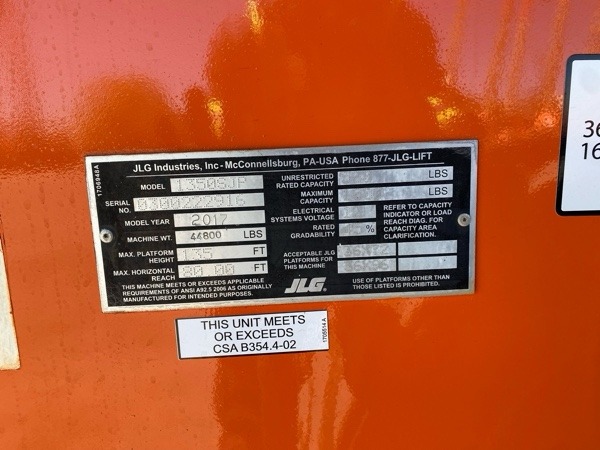 JLG Industries, Inc - McConnellsburg, PA-USA Phone 877-JLG-LIFT
1706948A
MODEL 1350SJP
SERIAL NO. 0300222916
MODEL YEAR 2017
MACHINE WT. 44800 LBS
MAX. PLATFORM HEIGHT 135 FT
MAX. HORIZONTAL REACH 80.00 FT
THIS MACHINE MEETS OR EXCEEDS APPLICABLE
REQUIREMENTS OF ANSI A92.5 2006 AS ORIGINALLY
MANUFACTURED FOR INTENDED PURPOSES.
UNRESTRICTED
RATED CAPACITY LBS
MAXIMUM
CAPACITY LBS
ELECTRICAL
SYSTEMS VOLTAGE
RATED
GRADABILITY %
REFER TO CAPACITY
INDICATOR OR LOAD
REACH DIAG. FOR
CAPACITY AREA
CLARIFICATION.
ACCEPTABLE JLG
PLATFORMS FOR
THIS MACHINE
JLG.
USE OF PLATFORMS OTHER THAN
THOSE LISTED IS PROHIBITED.
THIS UNIT MEETS
OR EXCEEDS
CSA B354.4-02
1705514A
36
16